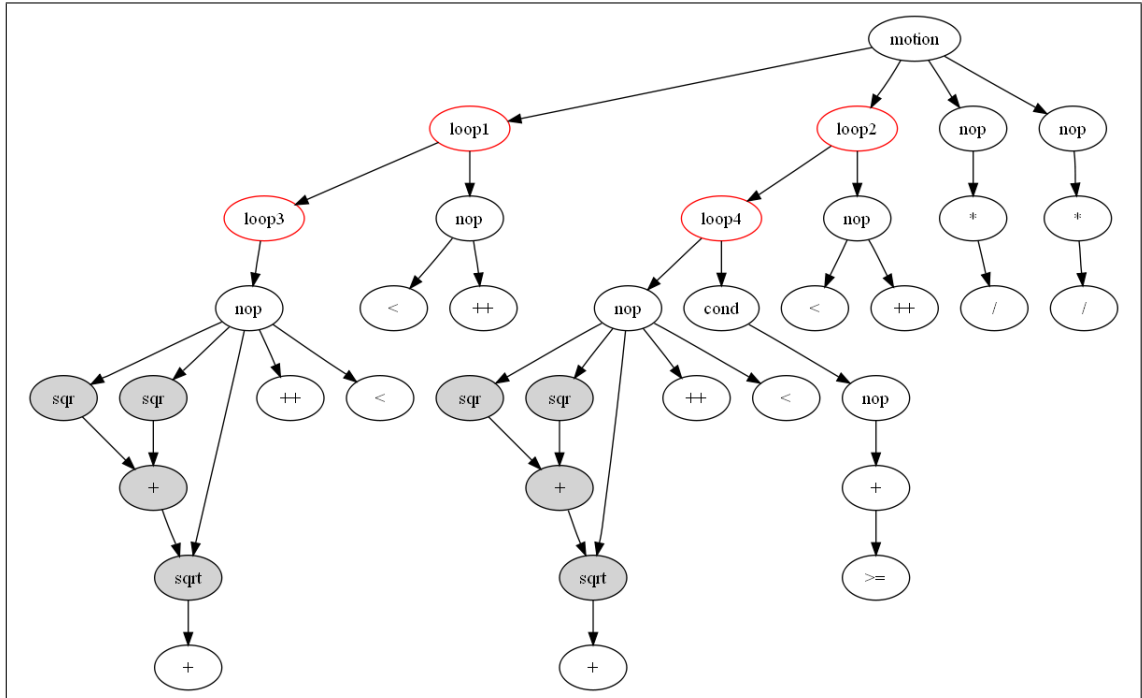 motion
loop1 loop2 nop nop
loop3 nop loop4 nop * *
nop < ++ nop cond < ++ / /
sqr sqr ++ < sqr sqr ++ < nop
+ + +
sqrt sqrt >=
+ +